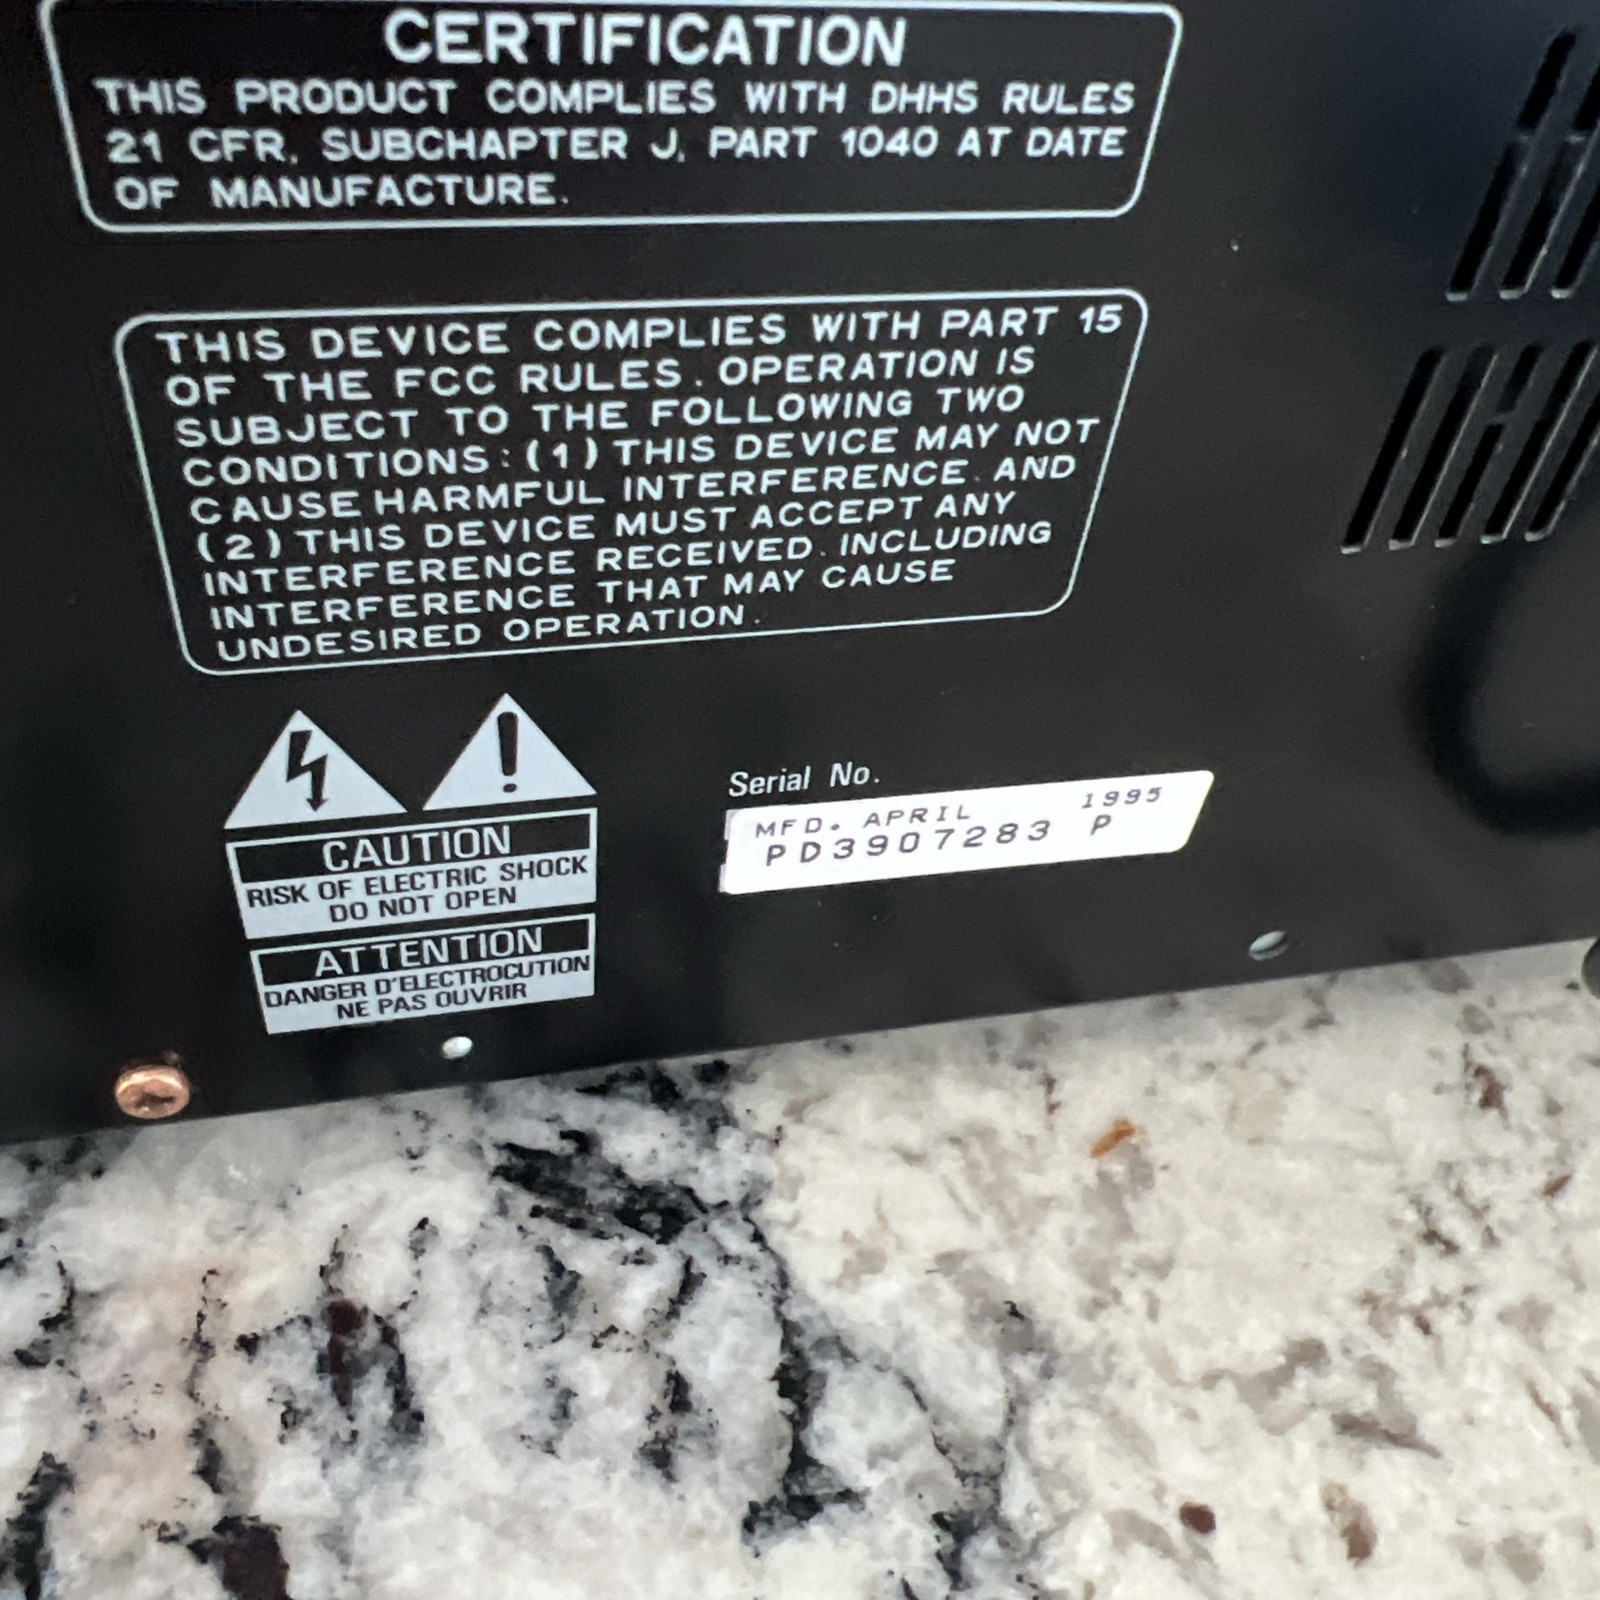 CERTIFICATION
THIS PRODUCT COMPLIES WITH DHHS RULES
21 CFR, SUBCHAPTER J, PART 1040 AT DATE
OF MANUFACTURE.
THIS DEVICE COMPLIES WITH PART 15
OF THE FCC RULES. OPERATION IS
SUBJECT TO THE FOLLOWING TWO
CONDITIONS: (1) THIS DEVICE MAY NOT
CAUSE HARMFUL INTERFERENCE, AND
(2) THIS DEVICE MUST ACCEPT ANY
INTERFERENCE RECEIVED, INCLUDING
INTERFERENCE THAT MAY CAUSE
UNDESIRED OPERATION.
CAUTION
RISK OF ELECTRIC SHOCK
DO NOT OPEN
ATTENTION
DANGER D'ELECTROCUTION
NE PAS OUVRIR
Serial No.
MFD. APRIL 1995
PD3907283 P